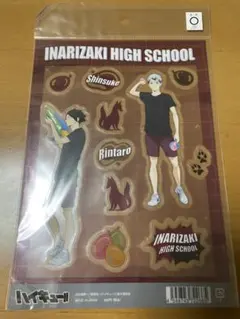 INARIZAKI HIGH SCHOOL
Shinsuke
Rintaro
INARIZAKI
HIGH SCHOOL
ハイキュー!!